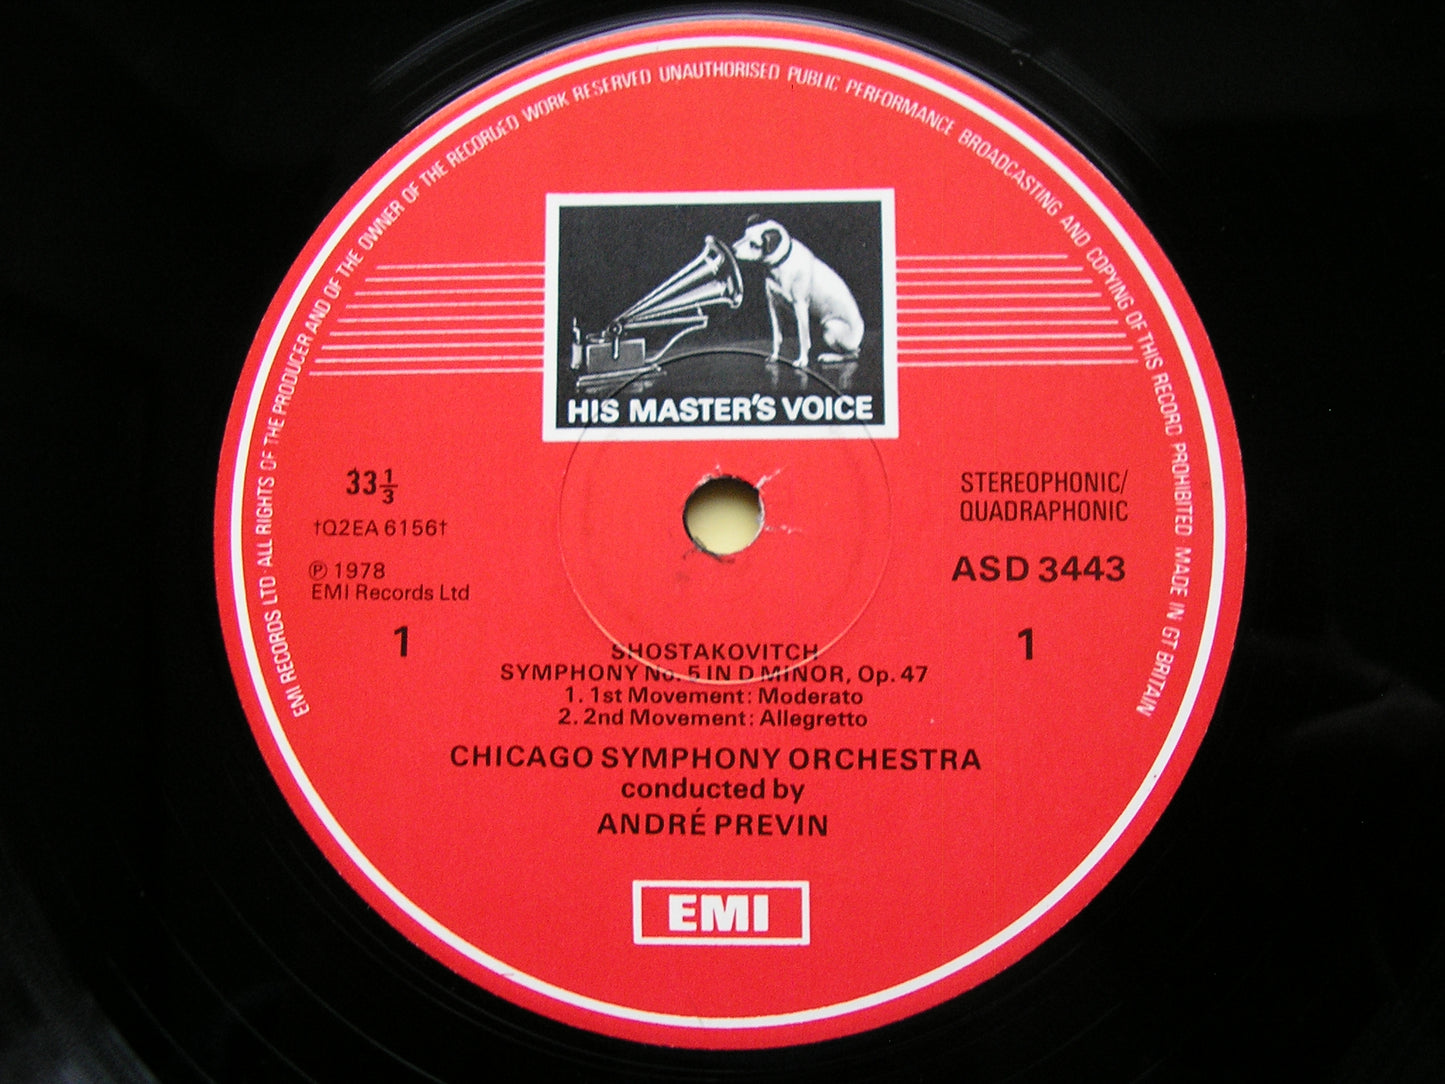 EMI RECORDS LTD · ALL RIGHTS OF THE PRODUCER AND OF THE OWNER OF THE RECORDED WORK RESERVED UNAUTHORISED PUBLIC PERFORMANCE BROADCASTING AND COPYING OF THIS RECORD PROHIBITED MADE IN GT BRITAIN
HIS MASTER'S VOICE
33⅓
†Q2EA 6156†
℗ 1978
EMI Records Ltd
1
STEREOPHONIC/
QUADRAPHONIC
ASD 3443
1
SHOSTAKOVITCH
SYMPHONY No. 5 IN D MINOR, Op. 47
1. 1st Movement: Moderato
2. 2nd Movement: Allegretto
CHICAGO SYMPHONY ORCHESTRA
conducted by
ANDRÉ PREVIN
EMI